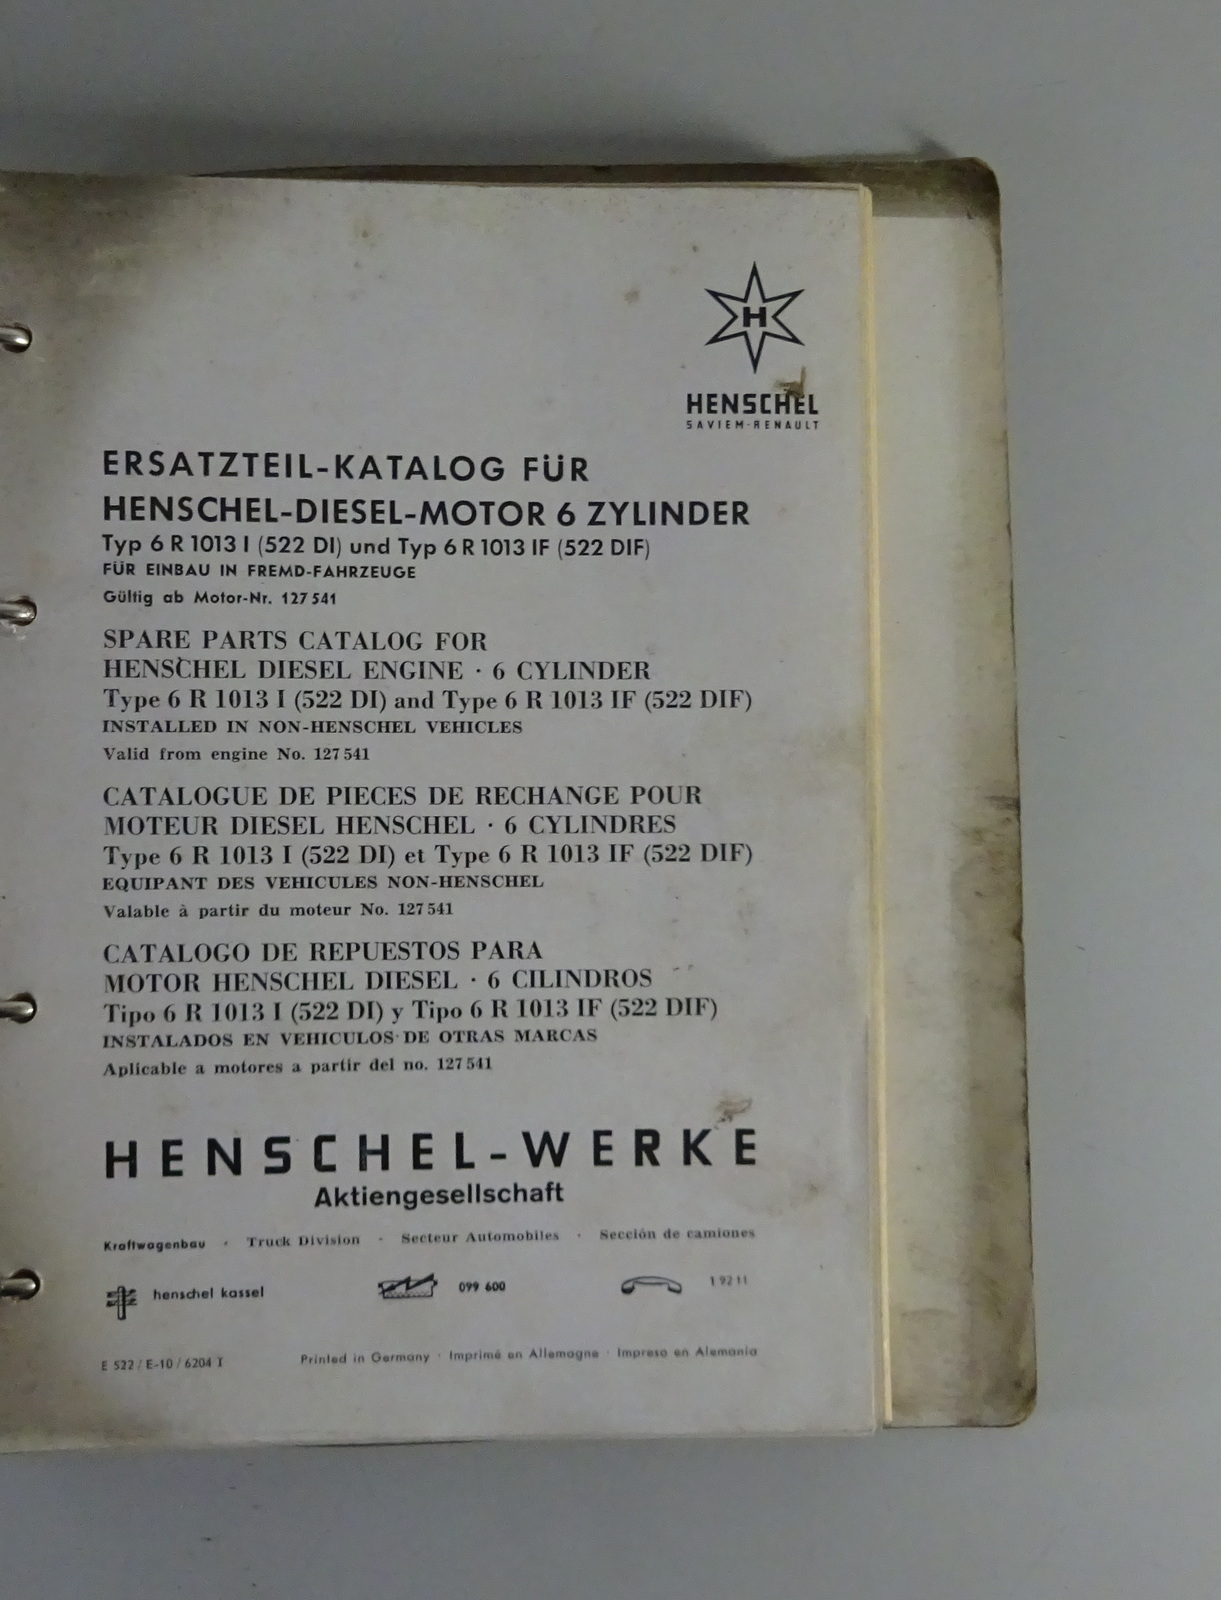 H
HENSCHEL
SAVIEM-RENAULT
ERSATZTEIL-KATALOG FÜR
HENSCHEL-DIESEL-MOTOR 6 ZYLINDER
Typ 6 R 1013 I (522 DI) und Typ 6 R 1013 IF (522 DIF)
FÜR EINBAU IN FREMD-FAHRZEUGE
Gültig ab Motor-Nr. 127 541
SPARE PARTS CATALOG FOR
HENSCHEL DIESEL ENGINE · 6 CYLINDER
Type 6 R 1013 I (522 DI) and Type 6 R 1013 IF (522 DIF)
INSTALLED IN NON-HENSCHEL VEHICLES
Valid from engine No. 127 541
CATALOGUE DE PIECES DE RECHANGE POUR
MOTEUR DIESEL HENSCHEL · 6 CYLINDRES
Type 6 R 1013 I (522 DI) et Type 6 R 1013 IF (522 DIF)
EQUIPANT DES VEHICULES NON-HENSCHEL
Valable à partir du moteur No. 127 541
CATALOGO DE REPUESTOS PARA
MOTOR HENSCHEL DIESEL · 6 CILINDROS
Tipo 6 R 1013 I (522 DI) y Tipo 6 R 1013 IF (522 DIF)
INSTALADOS EN VEHICULOS DE OTRAS MARCAS
Aplicable a motores a partir del no. 127 541
HENSCHEL-WERKE
Aktiengesellschaft
Kraftwagenbau · Truck Division · Secteur Automobiles · Sección de camiones
henschel kassel 099 600 1 92 11
E 522 / E-10 / 6204 I Printed in Germany · Imprimé en Allemagne · Impreso en Alemania